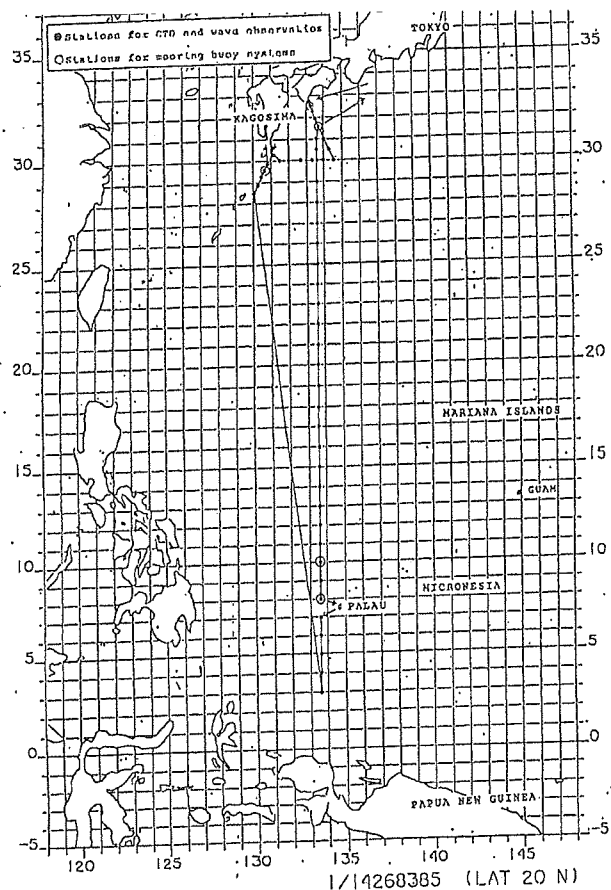 ⊕Stations for CTD and wave observation
○Stations for mooring buoy systems
TOKYO
35 35
KAGOSIMA
30 30
25 25
20 20
MARIANA ISLANDS
15 15
GUAM
10 10
MICRONESIA
PALAU
5 5
0 0
PAPUA NEW GUINEA
-5 -5
120 125 130 135 140 145
1/14268385 (LAT 20 N)